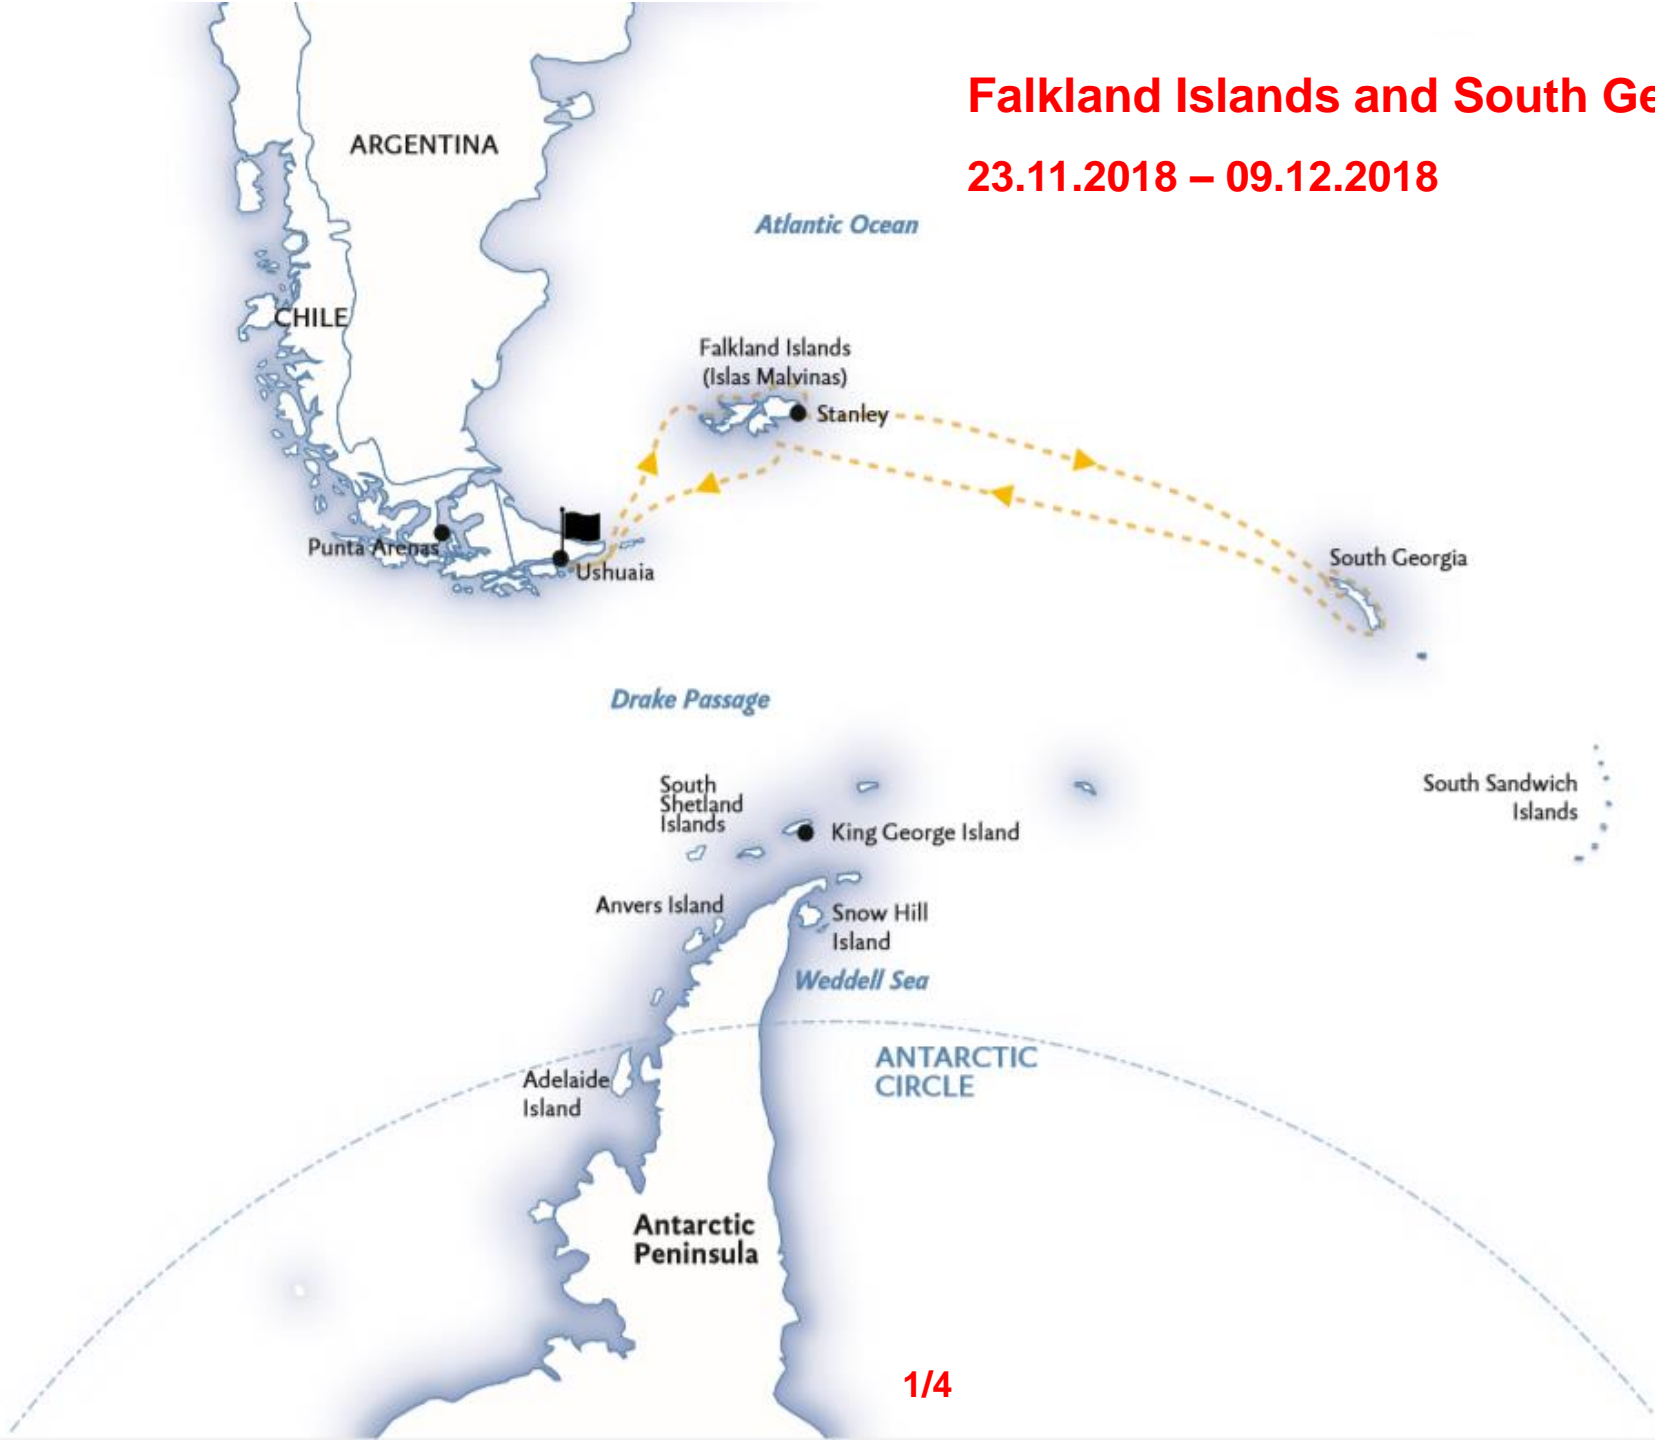 Falkland Islands and South Ge
23.11.2018 – 09.12.2018
ARGENTINA
Atlantic Ocean
CHILE
Falkland Islands
(Islas Malvinas)
Stanley
Punta Arenas
Ushuaia
South Georgia
Drake Passage
South
Shetland
Islands
King George Island
South Sandwich
Islands
Anvers Island
Snow Hill
Island
Weddell Sea
ANTARCTIC
CIRCLE
Adelaide
Island
Antarctic
Peninsula
1/4